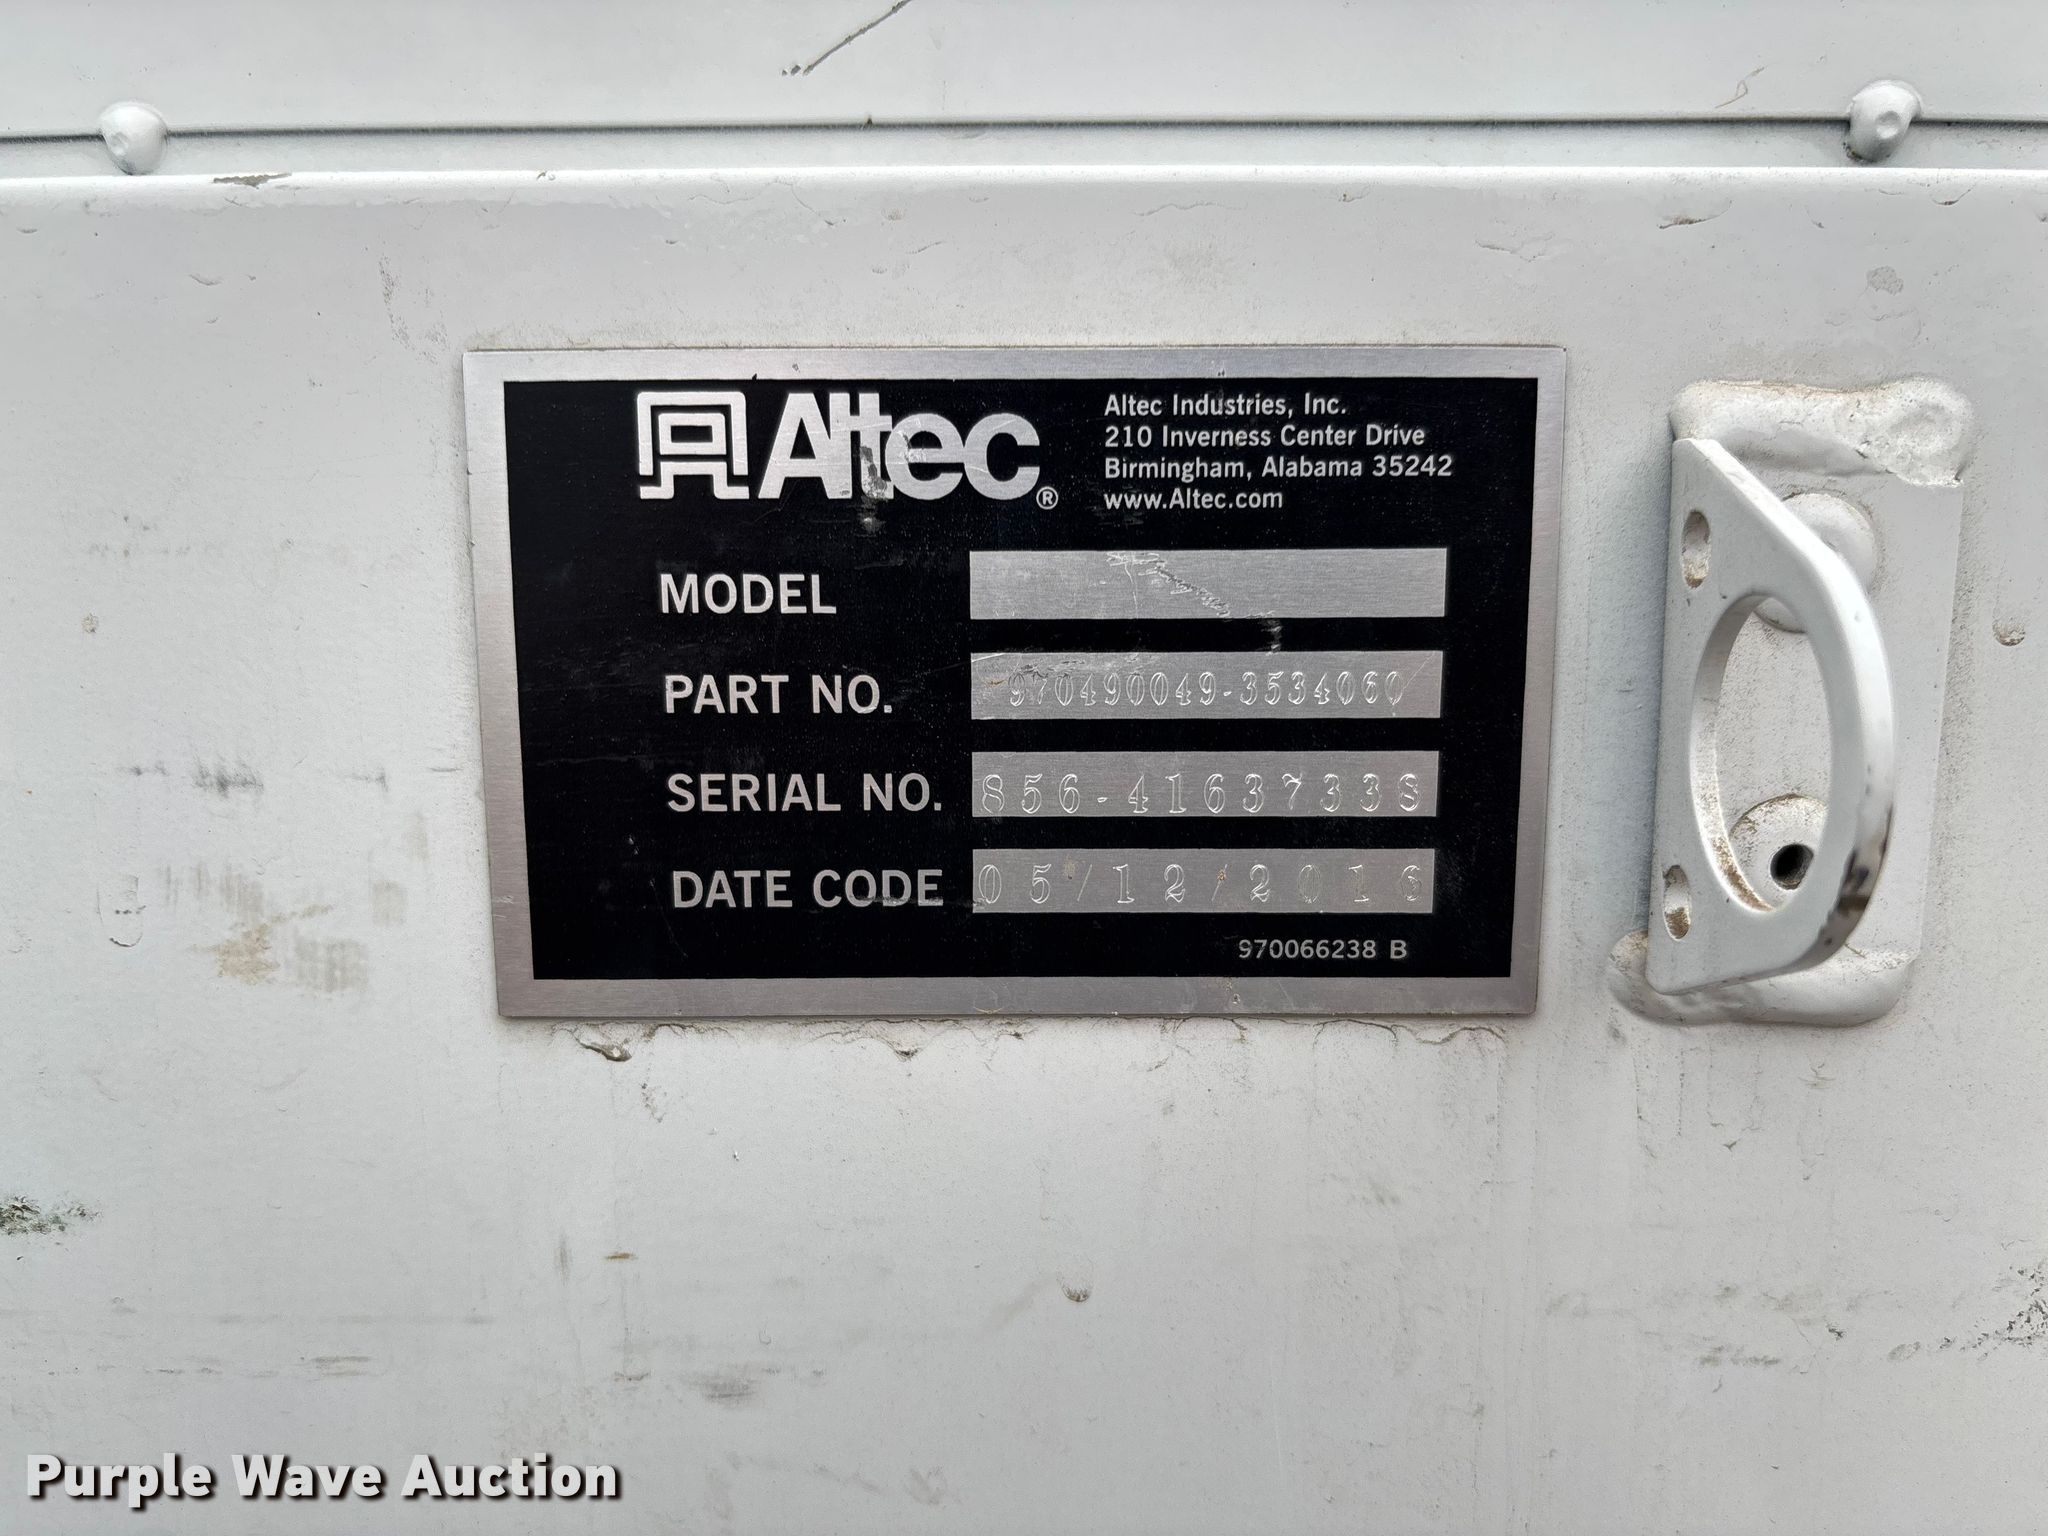 Altec®
Altec Industries, Inc.
210 Inverness Center Drive
Birmingham, Alabama 35242
www.Altec.com
MODEL
PART NO. 970490049-3534060
SERIAL NO. 856-41637338
DATE CODE 05/12/2016
970066238 B
Purple Wave Auction